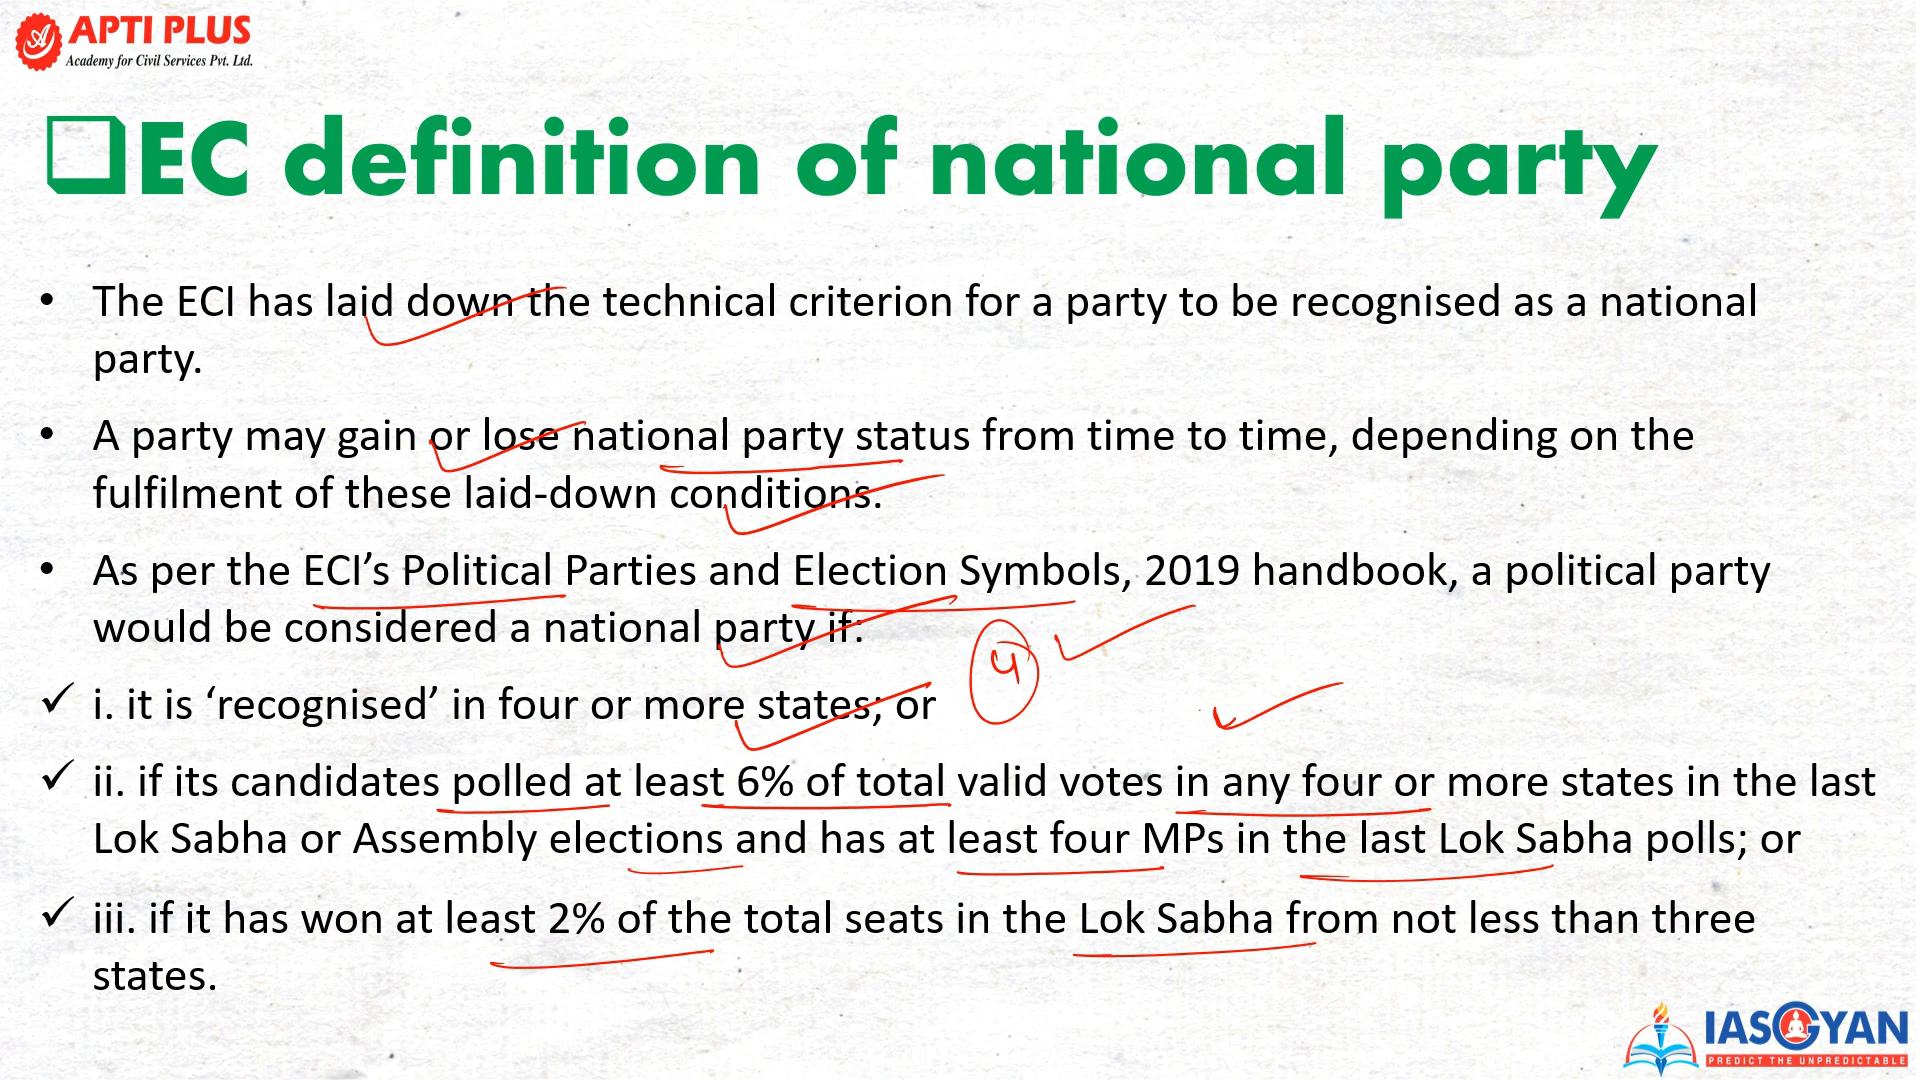 APTI PLUS
Academy for Civil Services Pvt. Ltd.
EC definition of national party
• The ECI has laid down the technical criterion for a party to be recognised as a national
party.
• A party may gain or lose national party status from time to time, depending on the
fulfilment of these laid-down conditions.
• As per the ECI’s Political Parties and Election Symbols, 2019 handbook, a political party
would be considered a national party if:
4
✓ i. it is ‘recognised’ in four or more states; or
✓ ii. if its candidates polled at least 6% of total valid votes in any four or more states in the last
Lok Sabha or Assembly elections and has at least four MPs in the last Lok Sabha polls; or
✓ iii. if it has won at least 2% of the total seats in the Lok Sabha from not less than three
states.
IASGYAN
PREDICT THE UNPREDICTABLE